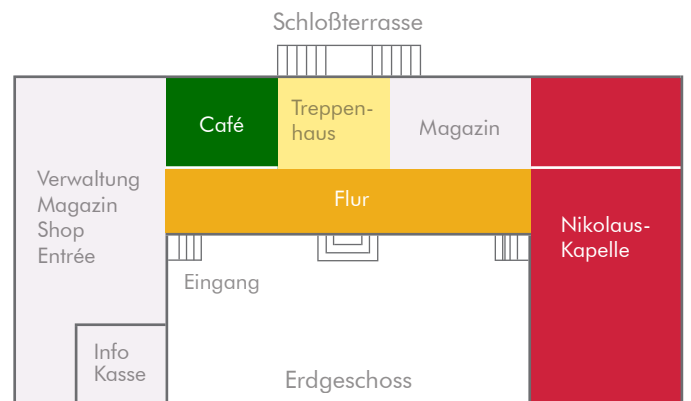 Schloßterrasse
Café
Treppen-
haus
Magazin
Verwaltung
Magazin
Shop
Entrée
Flur
Nikolaus-
Kapelle
Eingang
Info
Kasse
Erdgeschoss